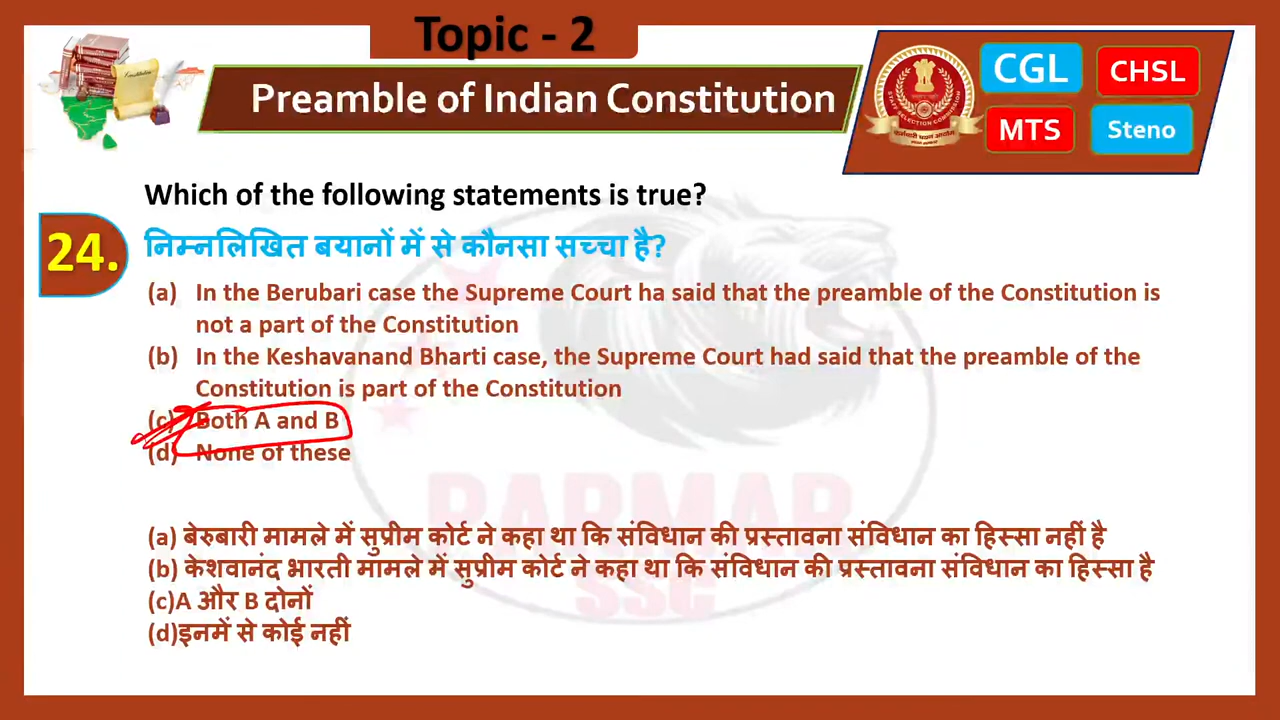 Topic - 2
Preamble of Indian Constitution
CGL
CHSL
MTS
Steno
24.
Which of the following statements is true?
निम्नलिखित बयानों में से कौनसा सच्चा है?
(a) In the Berubari case the Supreme Court ha said that the preamble of the Constitution is
not a part of the Constitution
(b) In the Keshavanand Bharti case, the Supreme Court had said that the preamble of the
Constitution is part of the Constitution
(c) Both A and B
(d) None of these
(a) बेरुबारी मामले में सुप्रीम कोर्ट ने कहा था कि संविधान की प्रस्तावना संविधान का हिस्सा नहीं है
(b) केशवानंद भारती मामले में सुप्रीम कोर्ट ने कहा था कि संविधान की प्रस्तावना संविधान का हिस्सा है
(c)A और B दोनों
(d)इनमें से कोई नहीं
PARMAR
SSC